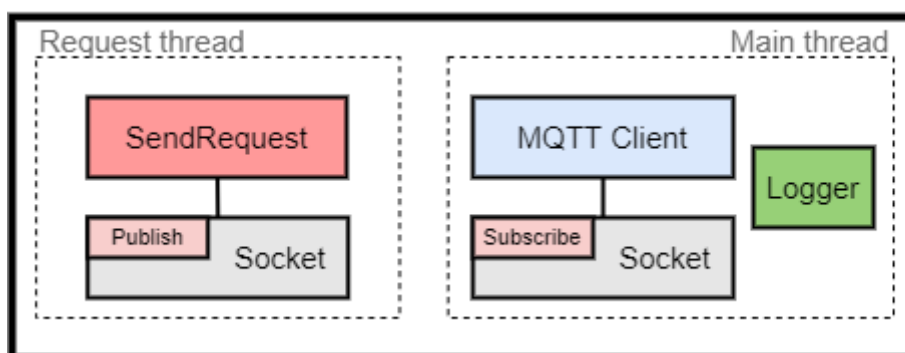 Request thread
Main thread
SendRequest
MQTT Client
Logger
Publish
Socket
Subscribe
Socket